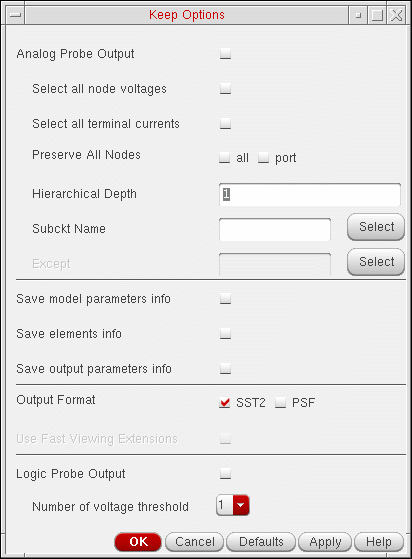 Keep Options
Analog Probe Output
Select all node voltages
Select all terminal currents
Preserve All Nodes all port
Hierarchical Depth 1
Subckt Name Select
Except Select
Save model parameters info
Save elements info
Save output parameters info
Output Format SST2 PSF
Use Fast Viewing Extensions
Logic Probe Output
Number of voltage threshold 1
OK Cancel Defaults Apply Help